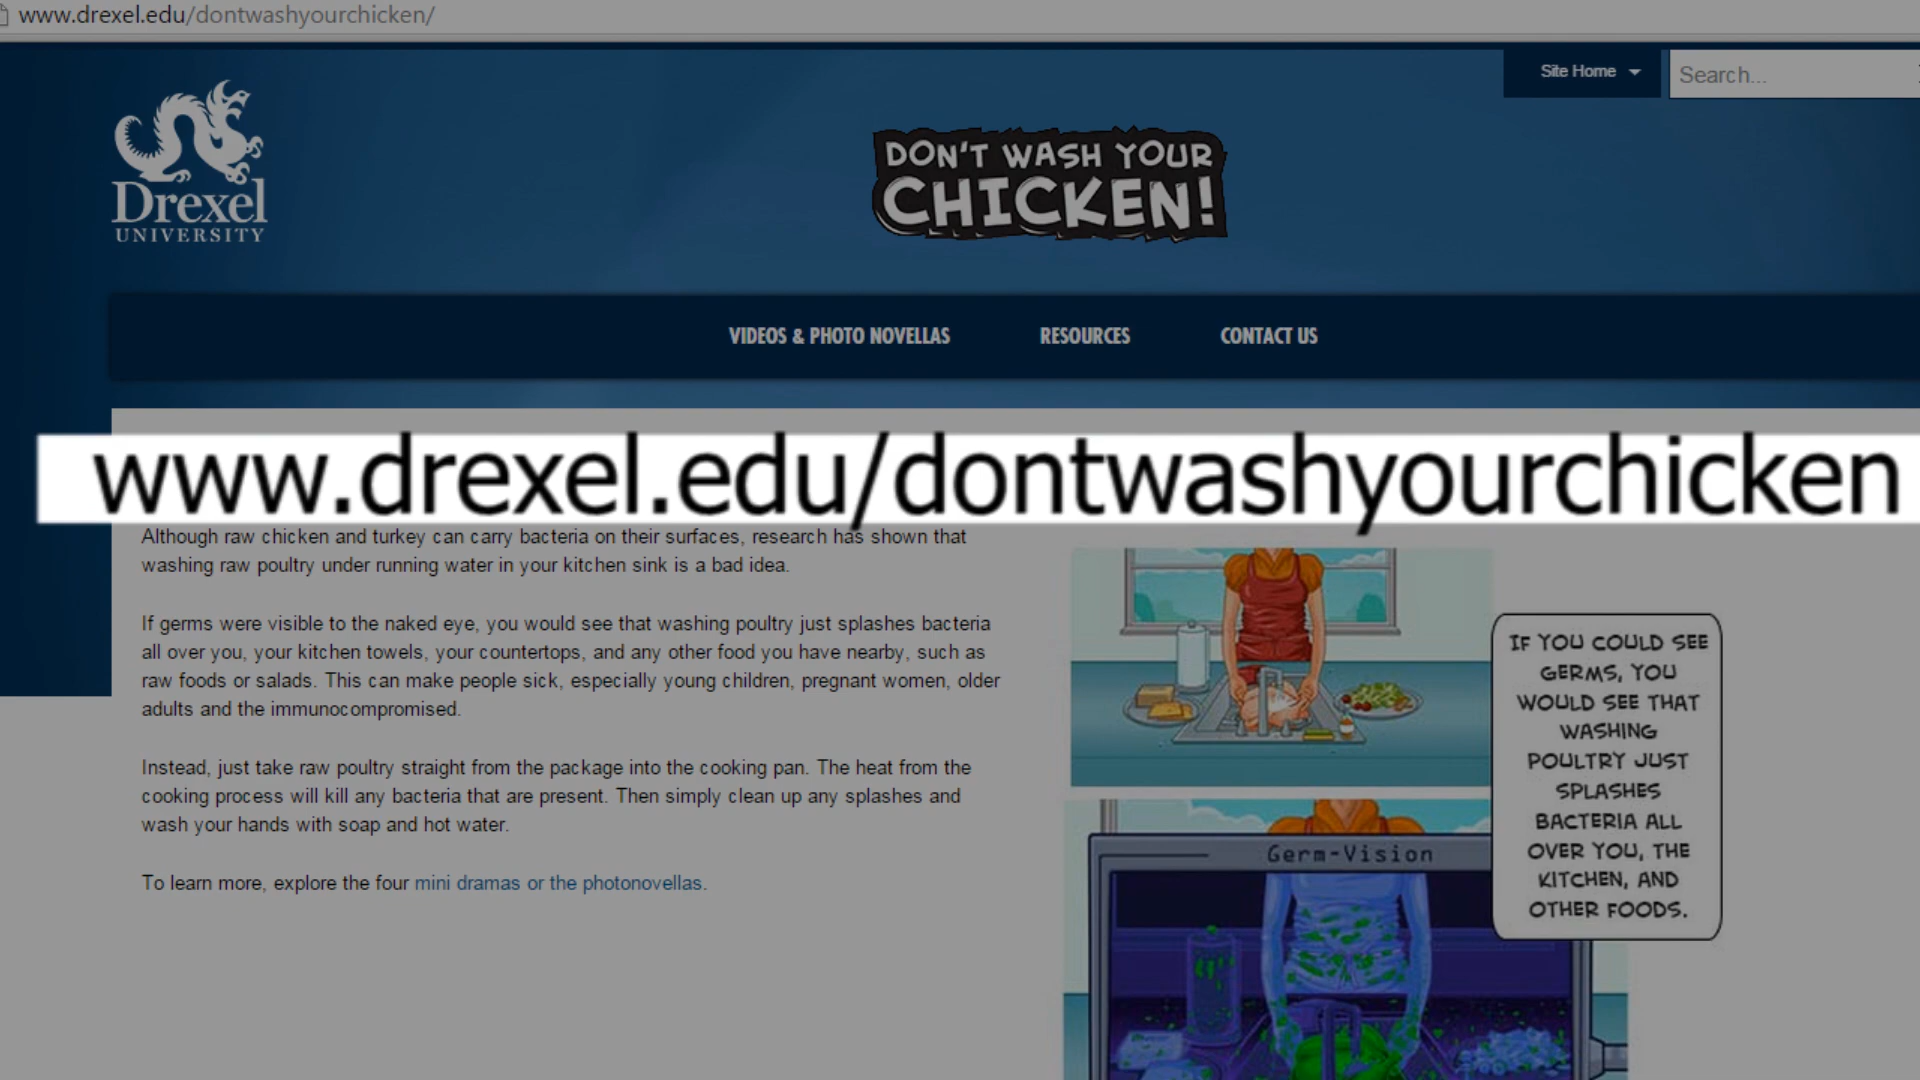 www.drexel.edu/dontwashyourchicken/
Site Home
Search...
Drexel
UNIVERSITY
DON'T WASH YOUR
CHICKEN!
VIDEOS & PHOTO NOVELLAS
RESOURCES
CONTACT US
www.drexel.edu/dontwashyourchicken
Although raw chicken and turkey can carry bacteria on their surfaces, research has shown that
washing raw poultry under running water in your kitchen sink is a bad idea.
If germs were visible to the naked eye, you would see that washing poultry just splashes bacteria
all over you, your kitchen towels, your countertops, and any other food you have nearby, such as
raw foods or salads. This can make people sick, especially young children, pregnant women, older
adults and the immunocompromised.
Instead, just take raw poultry straight from the package into the cooking pan. The heat from the
cooking process will kill any bacteria that are present. Then simply clean up any splashes and
wash your hands with soap and hot water.
To learn more, explore the four mini dramas or the photonovellas.
IF YOU COULD SEE
GERMS, YOU
WOULD SEE THAT
WASHING
POULTRY JUST
SPLASHES
BACTERIA ALL
OVER YOU, THE
KITCHEN, AND
OTHER FOODS.
Germ-Vision